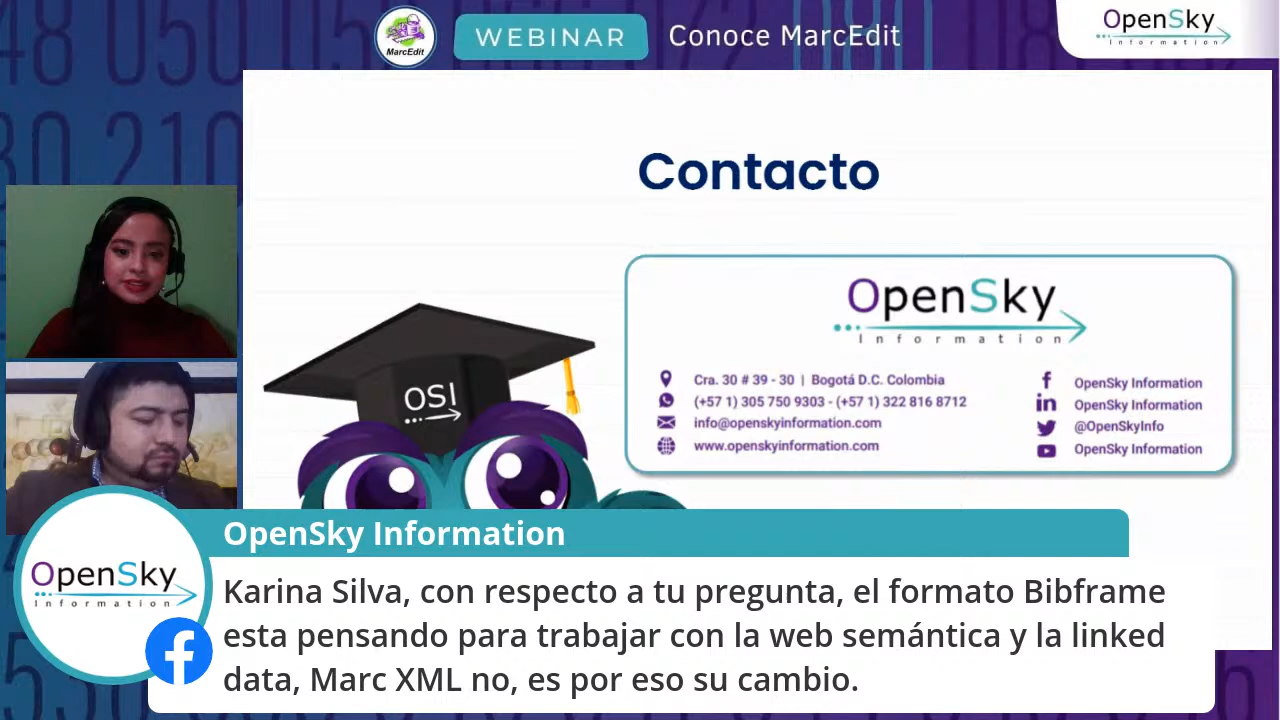 MarcEdit
WEBINAR
Conoce MarcEdit
OpenSky
Information
Contacto
OSI
OpenSky
Information
Cra. 30 # 39 - 30 | Bogotá D.C. Colombia
(+57 1) 305 750 9303 - (+57 1) 322 816 8712
info@openskyinformation.com
www.openskyinformation.com
OpenSky Information
OpenSky Information
@OpenSkyInfo
OpenSky Information
OpenSky Information
OpenSky
Information
Karina Silva, con respecto a tu pregunta, el formato Bibframe
esta pensando para trabajar con la web semántica y la linked
data, Marc XML no, es por eso su cambio.